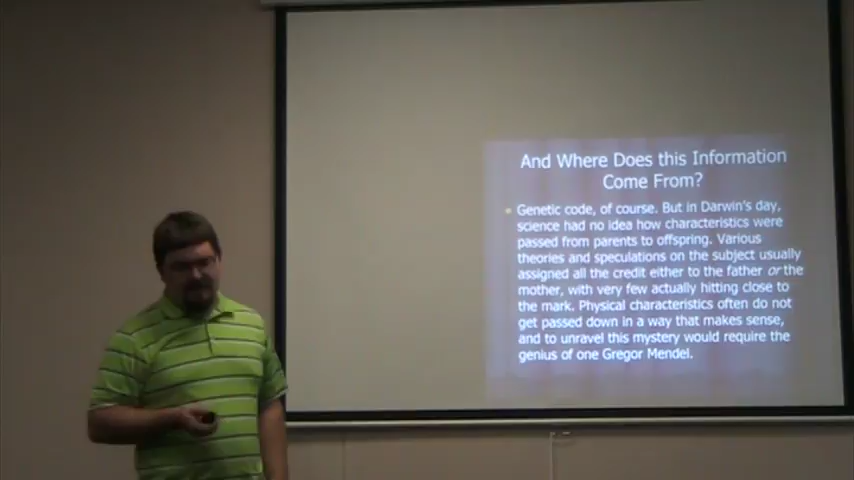 And Where Does this Information
Come From?
Genetic code, of course. But in Darwin's day,
science had no idea how characteristics were
passed from parents to offspring. Various
theories and speculations on the subject usually
assigned all the credit either to the father or the
mother, with very few actually hitting close to
the mark. Physical characteristics often do not
get passed down in a way that makes sense,
and to unravel this mystery would require the
genius of one Gregor Mendel.